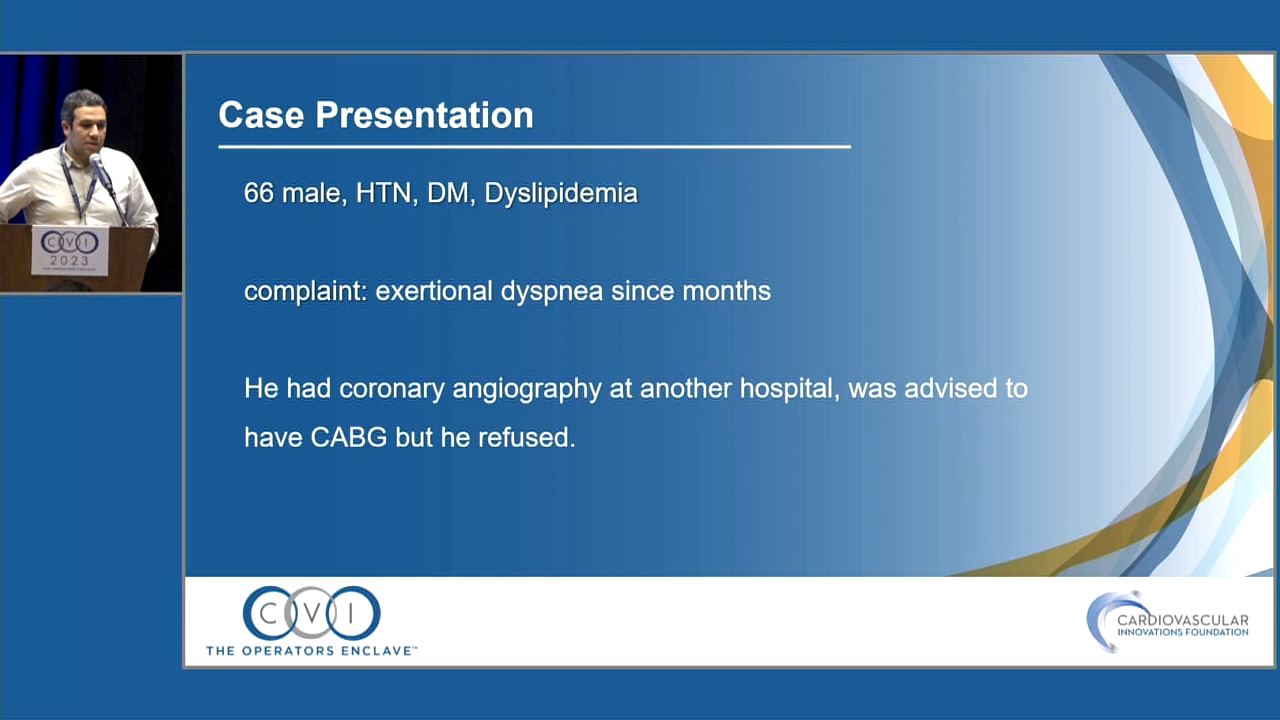 Case Presentation
66 male, HTN, DM, Dyslipidemia
complaint: exertional dyspnea since months
He had coronary angiography at another hospital, was advised to
have CABG but he refused.
CVI
2023
THE OPERATORS ENCLAVE
CVI
THE OPERATORS ENCLAVE™
CARDIOVASCULAR
INNOVATIONS FOUNDATION